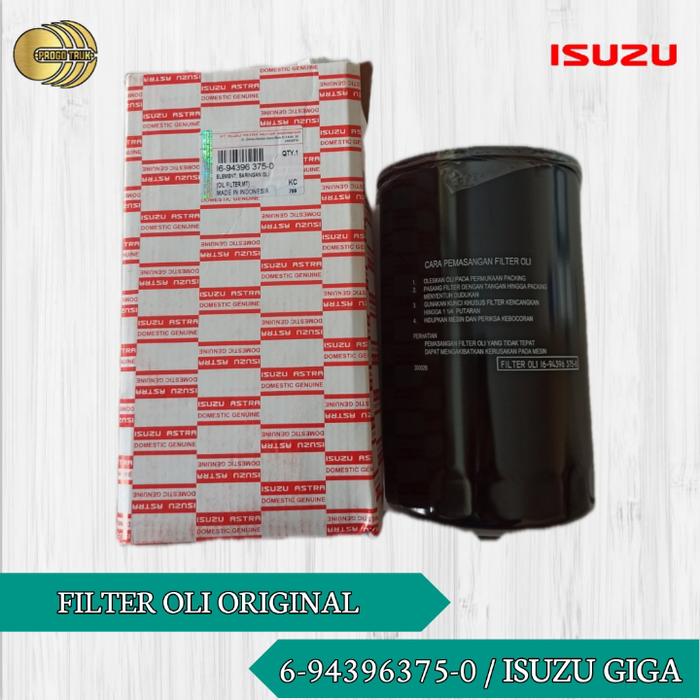 PROGO TRUK
ISUZU
ISUZU ASTRA
DOMESTIC GENUINE
QTY.1
I6-94396 375-0
ELEMENT; SARINGAN OLI
(OIL FILTER;MT)
KC
MADE IN INDONESIA
CARA PEMASANGAN FILTER OLI
1. OLESKAN OLI PADA PERMUKAAN PACKING
2. PASANG FILTER DENGAN TANGAN HINGGA PACKING
MENYENTUH DUDUKAN
3. GUNAKAN KUNCI KHUSUS FILTER KENCANGKAN
HINGGA 1 1/4 PUTARAN
4. HIDUPKAN MESIN DAN PERIKSA KEBOCORAN
PERHATIAN
PEMASANGAN FILTER OLI YANG TIDAK TEPAT
DAPAT MENGAKIBATKAN KERUSAKAN PADA MESIN
FILTER OLI I6-94396 375-0
FILTER OLI ORIGINAL
6-94396375-0 / ISUZU GIGA